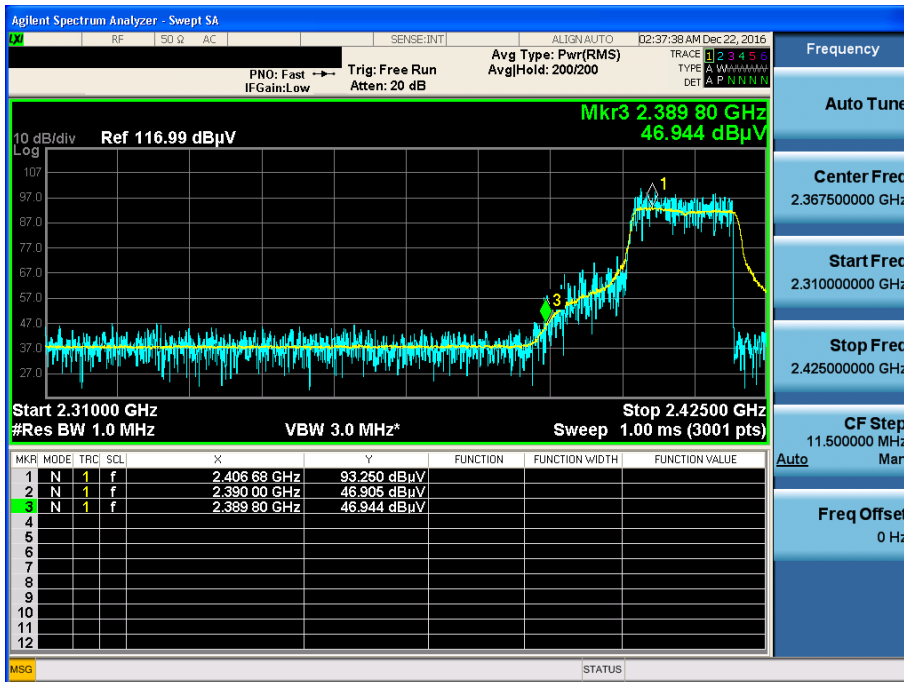 Agilent Spectrum Analyzer - Swept SA
LXI RF 50 Ω AC SENSE:INT ALIGN AUTO 02:37:38 AM Dec 22, 2016
PNO: Fast Trig: Free Run Avg Type: Pwr(RMS) TRACE 1 2 3 4 5 6
IFGain:Low Atten: 20 dB Avg|Hold: 200/200 TYPE A WWWWW
DET A P N N N N
Mkr3 2.389 80 GHz
46.944 dBµV
10 dB/div Ref 116.99 dBµV
Log
107
97.0
87.0
77.0
67.0
57.0
47.0
37.0
27.0
1
3
Start 2.31000 GHz Stop 2.42500 GHz
#Res BW 1.0 MHz VBW 3.0 MHz* Sweep 1.00 ms (3001 pts)
MKR MODE TRC SCL X Y FUNCTION FUNCTION WIDTH FUNCTION VALUE
1 N 1 f 2.406 68 GHz 93.250 dBµV
2 N 1 f 2.390 00 GHz 46.905 dBµV
3 N 1 f 2.389 80 GHz 46.944 dBµV
4
5
6
7
8
9
10
11
12
MSG STATUS
Frequency
Auto Tune
Center Freq
2.367500000 GHz
Start Freq
2.310000000 GHz
Stop Freq
2.425000000 GHz
CF Step
11.500000 MHz
Auto Man
Freq Offset
0 Hz